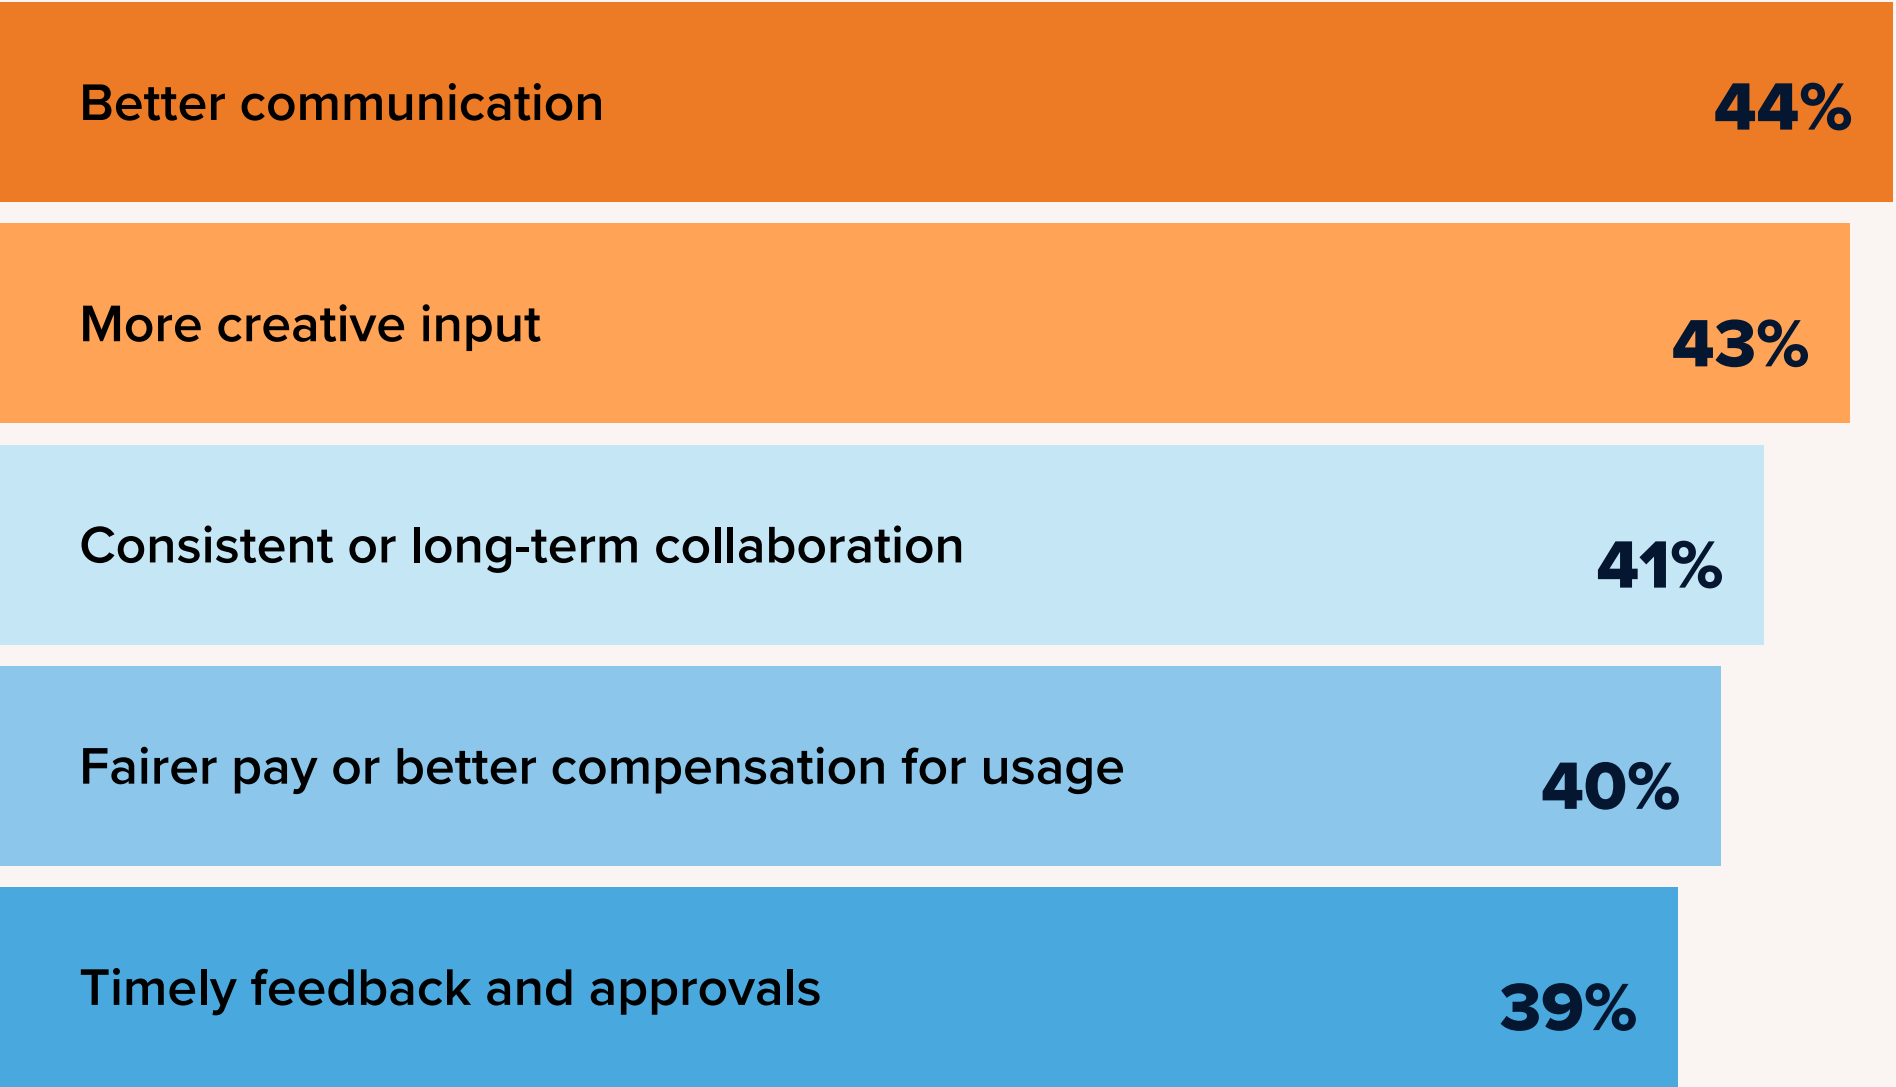 Better communication 44%
More creative input 43%
Consistent or long-term collaboration 41%
Fairer pay or better compensation for usage 40%
Timely feedback and approvals 39%